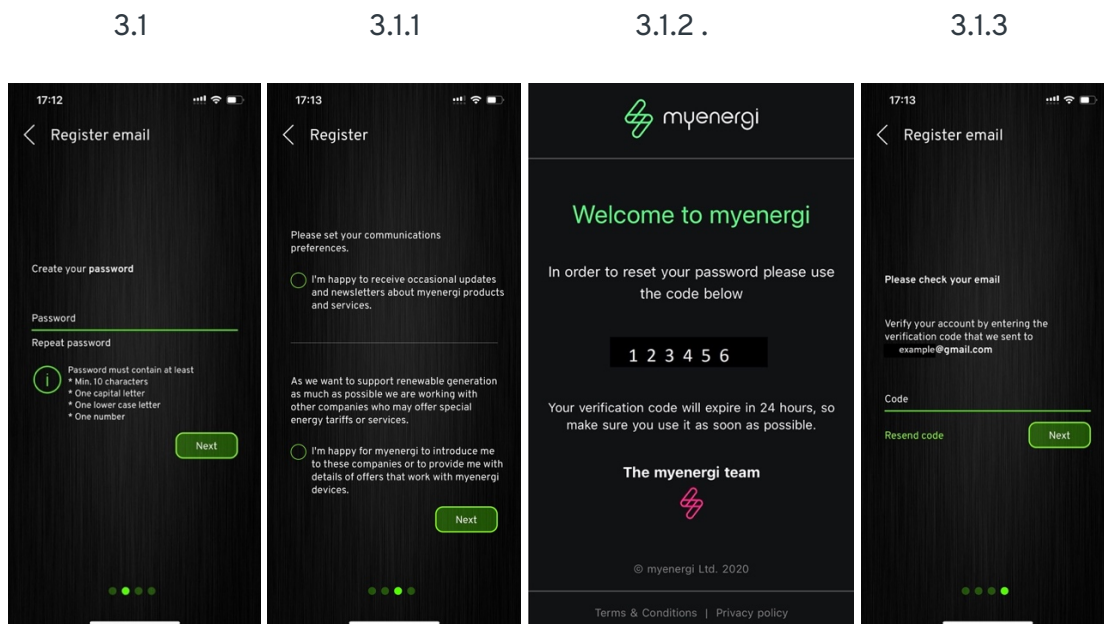 3.1
3.1.1
3.1.2 .
3.1.3
17:12
Register email
Create your password
Password
Repeat password
i
Password must contain at least
* Min. 10 characters
* One capital letter
* One lower case letter
* One number
Next
17:13
Register
Please set your communications
preferences.
I'm happy to receive occasional updates
and newsletters about myenergi products
and services.
As we want to support renewable generation
as much as possible we are working with
other companies who may offer special
energy tariffs or services.
I'm happy for myenergi to introduce me
to these companies or to provide me with
details of offers that work with myenergi
devices.
Next
myenergi
Welcome to myenergi
In order to reset your password please use
the code below
1 2 3 4 5 6
Your verification code will expire in 24 hours, so
make sure you use it as soon as possible.
The myenergi team
© myenergi Ltd. 2020
Terms & Conditions | Privacy policy
17:13
Register email
Please check your email
Verify your account by entering the
verification code that we sent to
example@gmail.com
Code
Resend code
Next